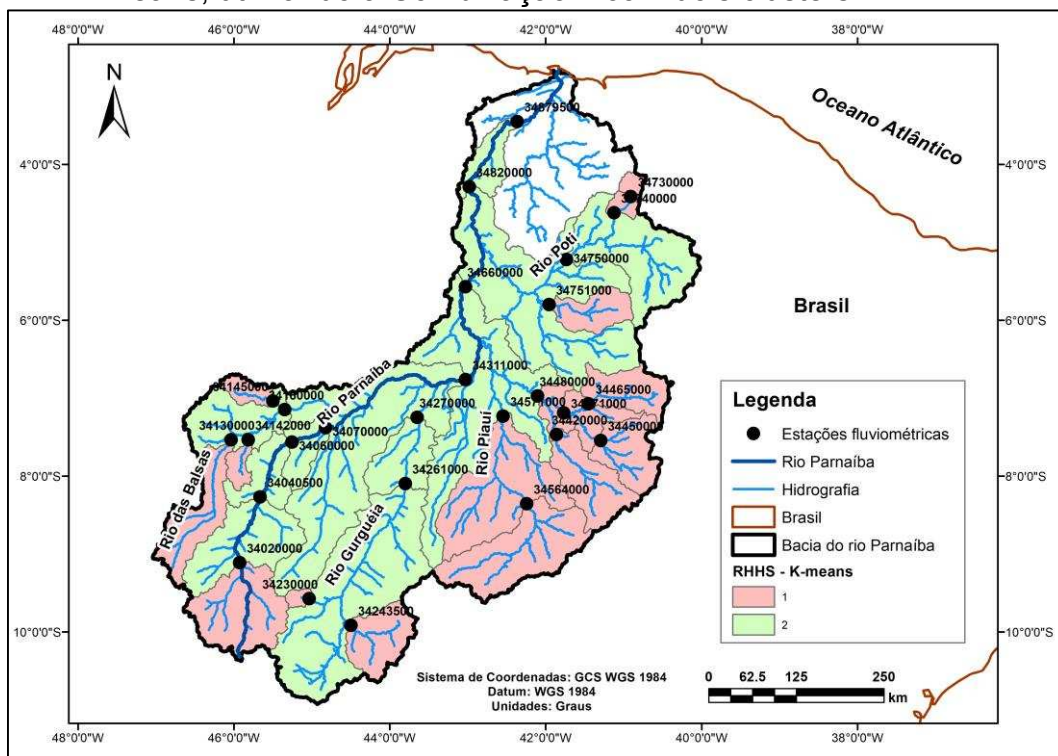 48°0'0"W 46°0'0"W 44°0'0"W 42°0'0"W 40°0'0"W 38°0'0"W
N
Oceano Atlântico
34879500
4°0'0"S
4°0'0"S
34820000
34730000
Rio Poti
34750000
34660000
34751000
Brasil
6°0'0"S
6°0'0"S
34311000
34480000
34465000
34145000
Rio Parnaíba
34270000
34420000
34450000
34130000
34142000
34070000
34060000
Rio Piauí
8°0'0"S
8°0'0"S
34261000
34040500
34564000
Rio das Balsas
34020000
Rio Gurguéia
34230000
34243500
10°0'0"S
10°0'0"S
Legenda
Estações fluviométricas
Rio Parnaíba
Hidrografia
Brasil
Bacia do rio Parnaíba
RHHS - K-means
1
2
Sistema de Coordenadas: GCS WGS 1984
Datum: WGS 1984
Unidades: Graus
0 62.5 125 250
km
48°0'0"W 46°0'0"W 44°0'0"W 42°0'0"W 40°0'0"W 38°0'0"W